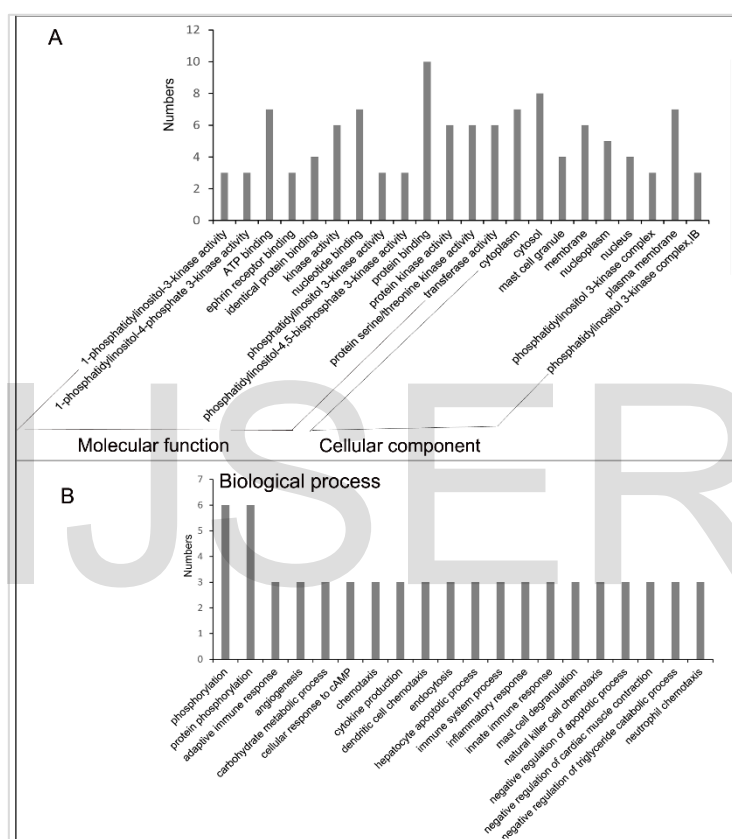 A
Numbers
12
10
8
6
4
2
0
1-phosphatidylinositol-3-kinase activity
1-phosphatidylinositol-4-phosphate 3-kinase activity
ATP binding
ephrin receptor binding
identical protein binding
kinase activity
nucleotide binding
phosphatidylinositol 3-kinase activity
phosphatidylinositol-4,5-bisphosphate 3-kinase activity
protein binding
protein kinase activity
protein serine/threonine kinase activity
transferase activity
cytoplasm
cytosol
mast cell granule
membrane
nucleoplasm
nucleus
phosphatidylinositol 3-kinase complex
plasma membrane
phosphatidylinositol 3-kinase complex,IB
Molecular function
Cellular component
IJSER
B
Biological process
Numbers
7
6
5
4
3
2
1
0
phosphorylation
protein phosphorylation
adaptive immune response
angiogenesis
carbohydrate metabolic process
cellular response to cAMP
chemotaxis
cytokine production
dendritic cell chemotaxis
endocytosis
hepatocyte apoptotic process
immune system process
inflammatory response
innate immune response
mast cell degranulation
natural killer cell chemotaxis
negative regulation of apoptotic process
negative regulation of cardiac muscle contraction
negative regulation of triglyceride catabolic process
neutrophil chemotaxis